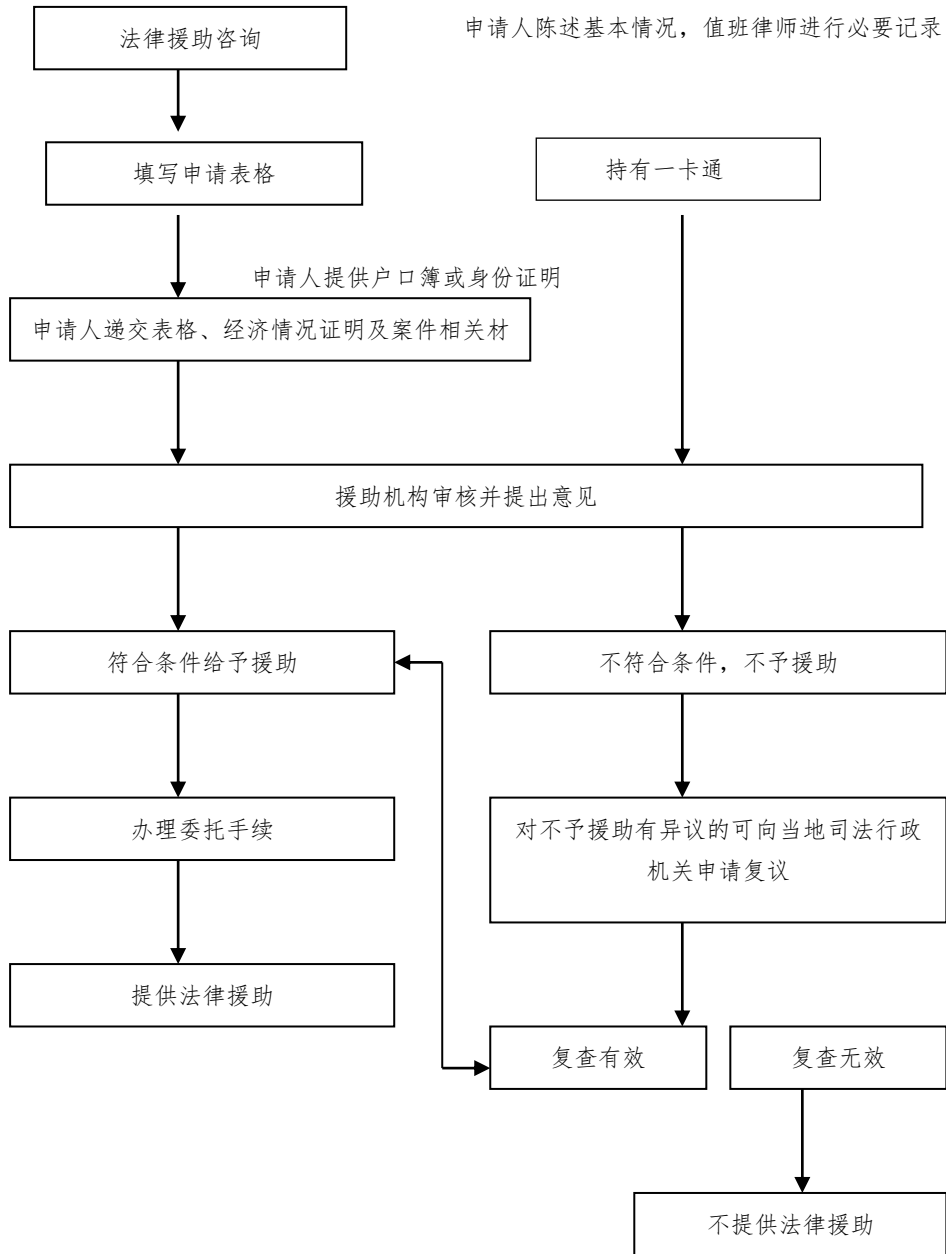 法律援助咨询
申请人陈述基本情况，值班律师进行必要记录
填写申请表格
持有一卡通
申请人提供户口簿或身份证明
申请人递交表格、经济情况证明及案件相关材
援助机构审核并提出意见
符合条件给予援助
不符合条件，不予援助
办理委托手续
对不予援助有异议的可向当地司法行政
机关申请复议
提供法律援助
复查有效
复查无效
不提供法律援助